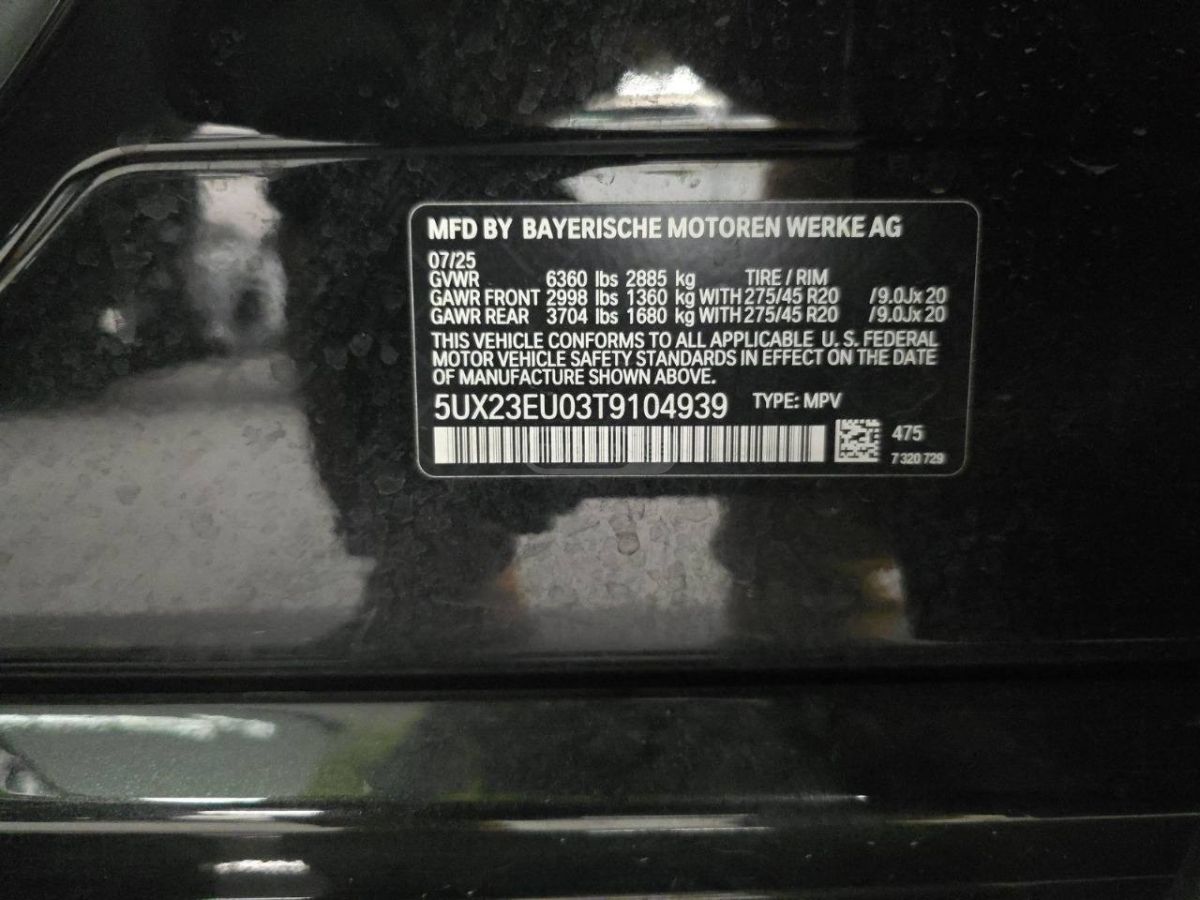 MFD BY BAYERISCHE MOTOREN WERKE AG
07/25
GVWR 6360 lbs 2885 kg TIRE / RIM
GAWR FRONT 2998 lbs 1360 kg WITH 275/45 R20 /9.0Jx 20
GAWR REAR 3704 lbs 1680 kg WITH 275/45 R20 /9.0Jx 20
THIS VEHICLE CONFORMS TO ALL APPLICABLE U. S. FEDERAL
MOTOR VEHICLE SAFETY STANDARDS IN EFFECT ON THE DATE
OF MANUFACTURE SHOWN ABOVE.
5UX23EU03T9104939 TYPE: MPV
475
7 320 729